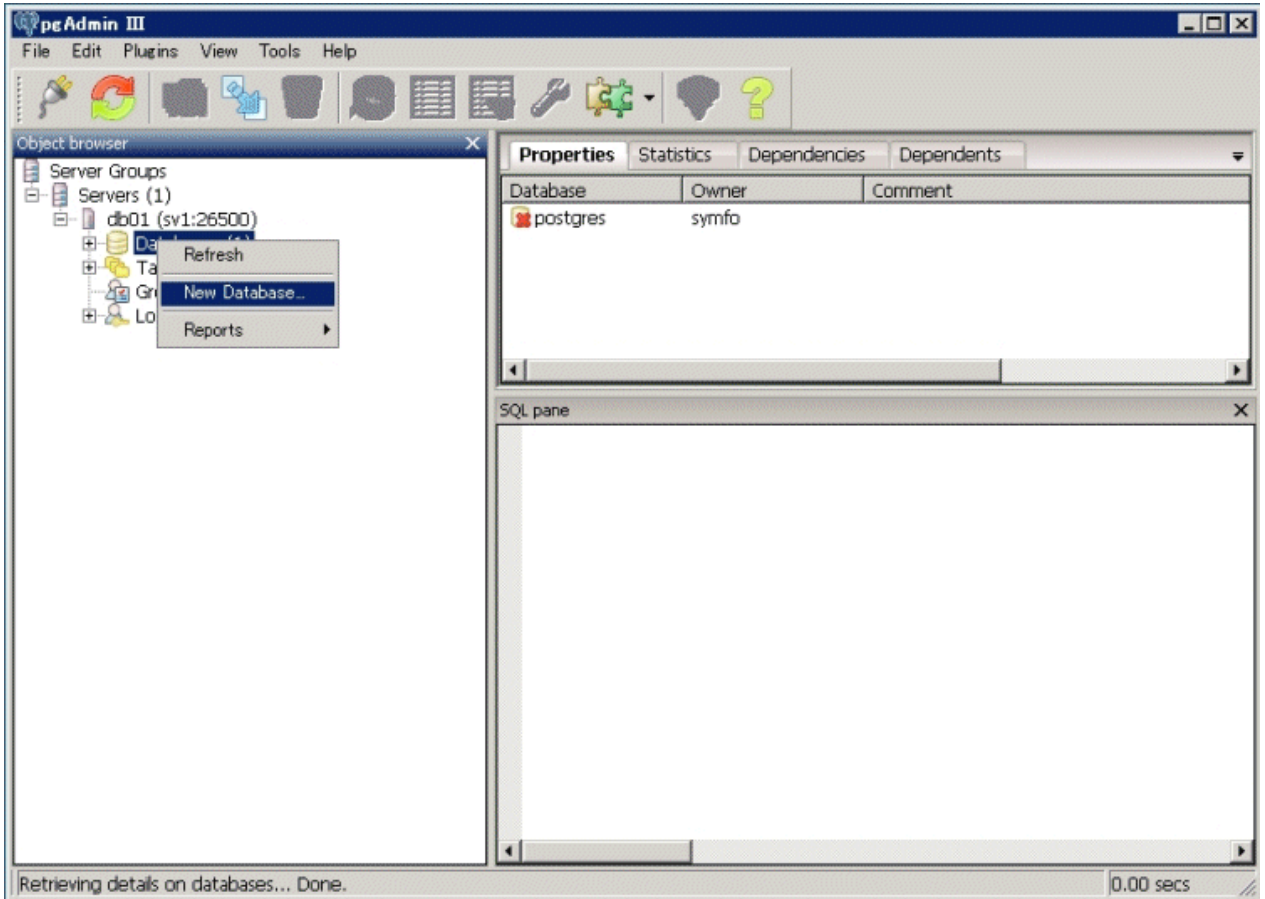 pgAdmin III
File Edit Plugins View Tools Help
Object browser
Server Groups
Servers (1)
db01 (sv1:26500)
Refresh
New Database...
Reports
Properties Statistics Dependencies Dependents
Database Owner Comment
postgres symfo
SQL pane
Retrieving details on databases... Done. 0.00 secs